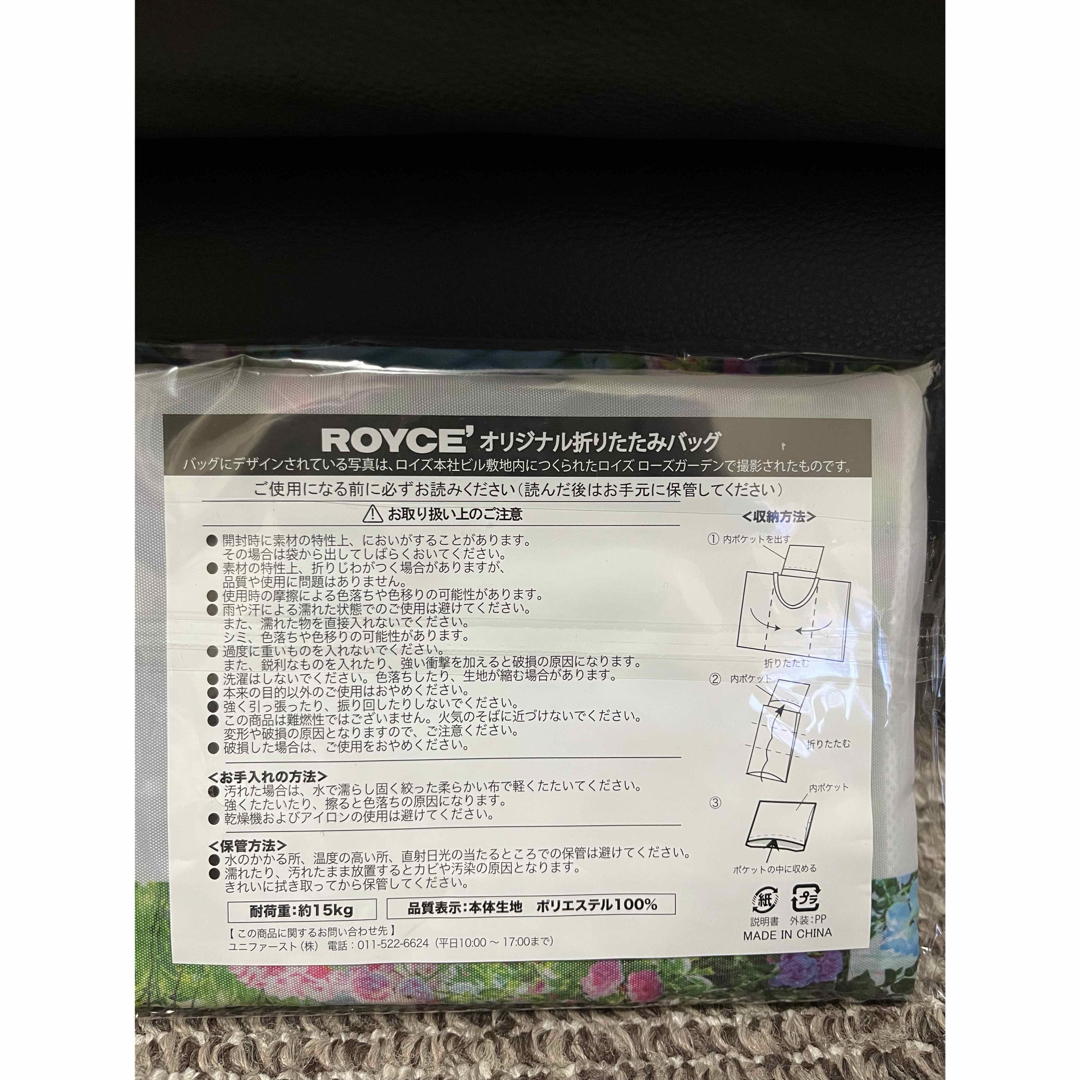 ROYCE' オリジナル折りたたみバッグ
バッグにデザインされている写真は、ロイズ本社ビル敷地内につくられたロイズ ローズガーデンで撮影されたものです。
ご使用になる前に必ずお読みください(読んだ後はお手元に保管してください)
お取り扱い上のご注意
● 開封時に素材の特性上、においがすることがあります。
その場合は袋から出してしばらくおいてください。
● 素材の特性上、折りじわがつく場合がありますが、
品質や使用に問題はありません。
● 使用時の摩擦による色落ちや色移りの可能性があります。
● 雨や汗による濡れた状態でのご使用は避けてください。
また、濡れた物を直接入れないでください。
シミ、色落ちや色移りの可能性があります。
● 過度に重いものを入れないでください。
また、鋭利なものを入れたり、強い衝撃を加えると破損の原因になります。
● 洗濯はしないでください。色落ちしたり、生地が縮む場合があります。
● 本来の目的以外のご使用はおやめください。
● 強く引っ張ったり、振り回したりしないでください。
● この商品は難燃性ではございません。火気のそばに近づけないでください。
変形や破損の原因となりますので、ご注意ください。
● 破損した場合は、ご使用をおやめください。
<お手入れの方法>
● 汚れた場合は、水で濡らし固く絞った柔らかい布で軽くたたいてください。
強くたたいたり、擦ると色落ちの原因になります。
● 乾燥機およびアイロンの使用は避けてください。
<保管方法>
● 水のかかる所、温度の高い所、直射日光の当たるところでの保管は避けてください。
● 濡れたり、汚れたまま放置するとカビや汚染の原因となります。
きれいに拭き取ってから保管してください。
耐荷重:約15kg
品質表示:本体生地 ポリエステル100%
【 この商品に関するお問い合わせ先 】
ユニファースト(株) 電話:011-522-6624 (平日10:00 〜 17:00まで)
<収納方法>
① 内ポケットを出す
折りたたむ
② 内ポケット
折りたたむ
③
内ポケット
ポケットの中に収める
紙
プラ
説明書 外装:PP
MADE IN CHINA